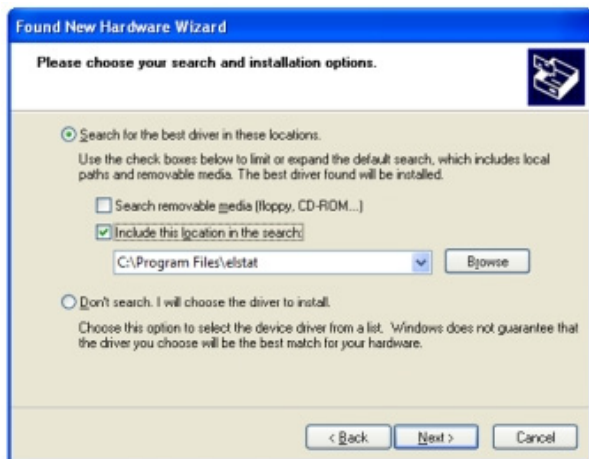 Found New Hardware Wizard
Please choose your search and installation options.
Search for the best driver in these locations.
Use the check boxes below to limit or expand the default search, which includes local
paths and removable media. The best driver found will be installed.
Search removable media (floppy, CD-ROM...)
Include this location in the search:
C:\Program Files\elstat
Browse
Don't search. I will choose the driver to install.
Choose this option to select the device driver from a list. Windows does not guarantee that
the driver you choose will be the best match for your hardware.
< Back
Next >
Cancel